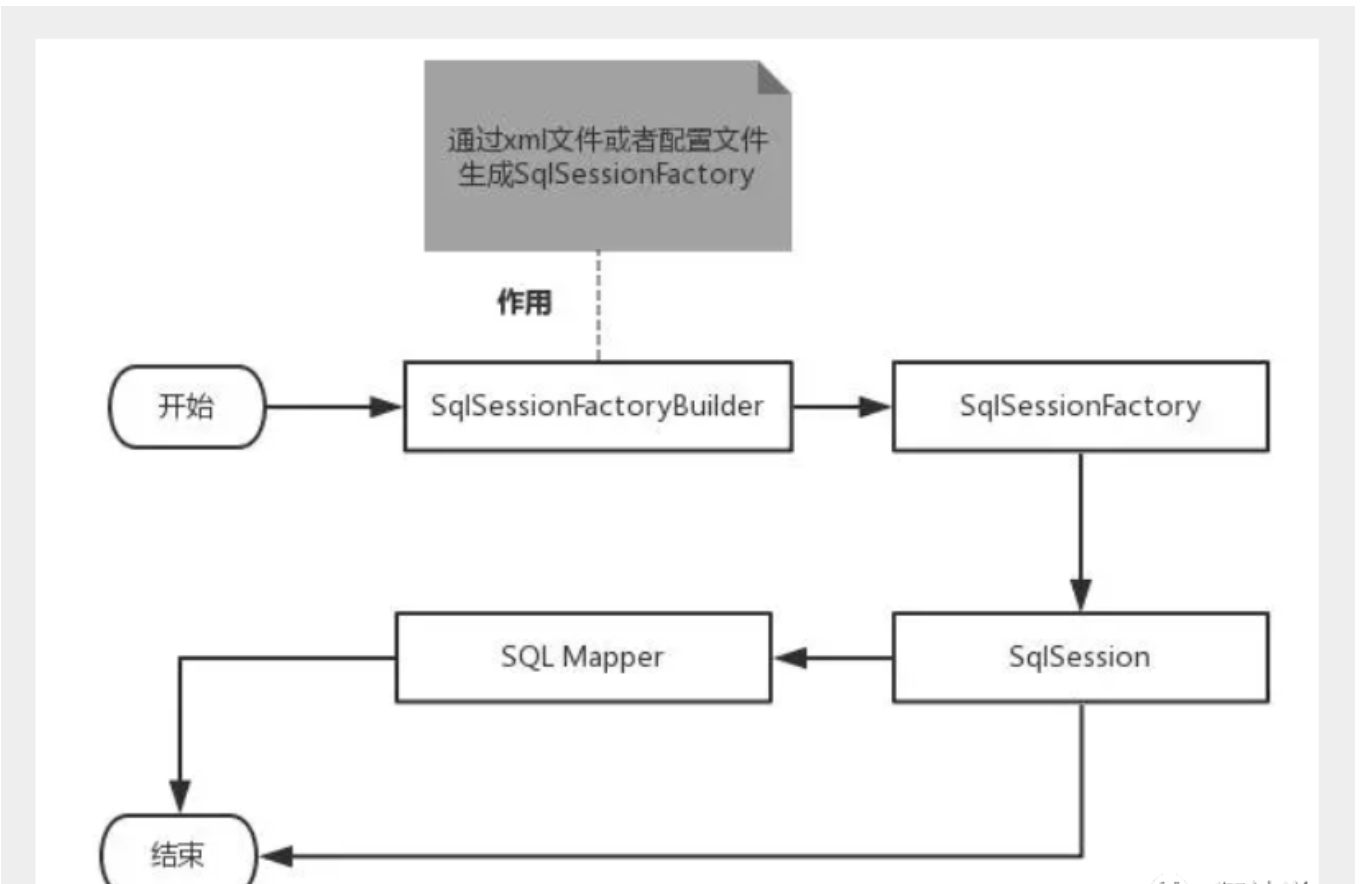 通过xml文件或者配置文件
生成SqlSessionFactory
作用
开始
SqlSessionFactoryBuilder
SqlSessionFactory
SQL Mapper
SqlSession
结束